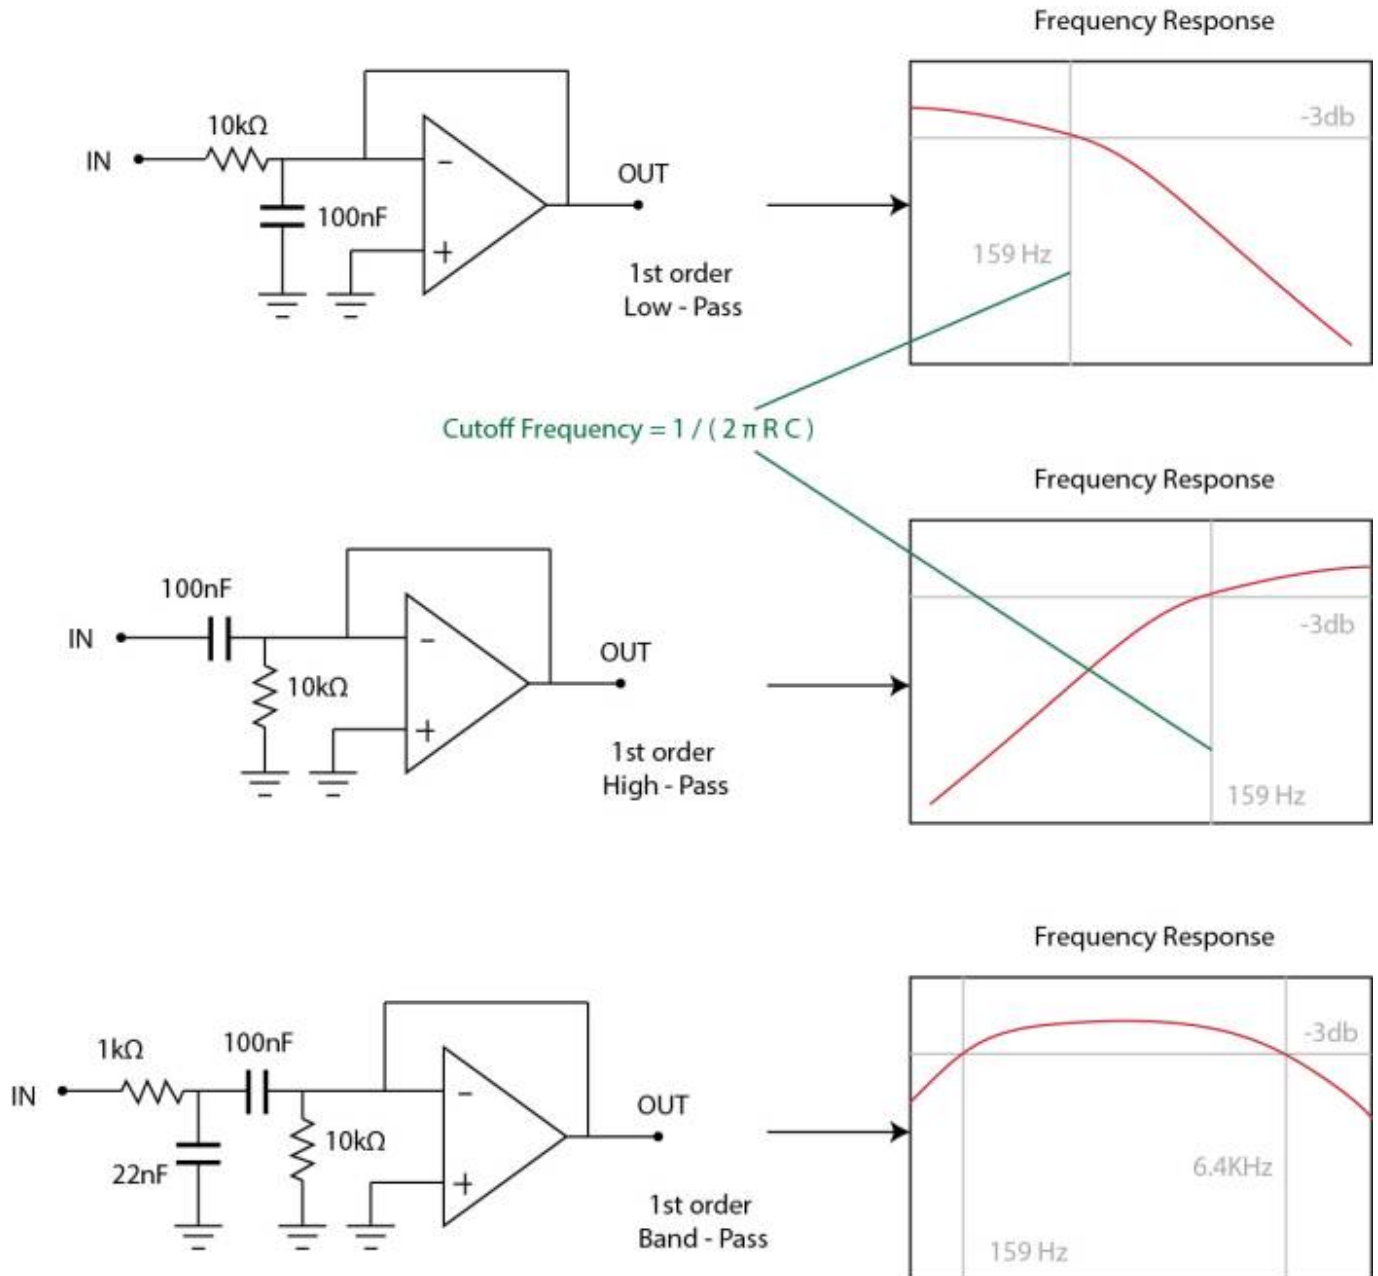 Frequency Response
10kΩ
IN
100nF
−
+
OUT
1st order
Low - Pass
-3db
159 Hz
Cutoff Frequency = 1 / ( 2 π R C )
Frequency Response
100nF
IN
10kΩ
−
+
OUT
1st order
High - Pass
-3db
159 Hz
Frequency Response
1kΩ
100nF
IN
22nF
10kΩ
−
+
OUT
1st order
Band - Pass
-3db
6.4KHz
159 Hz